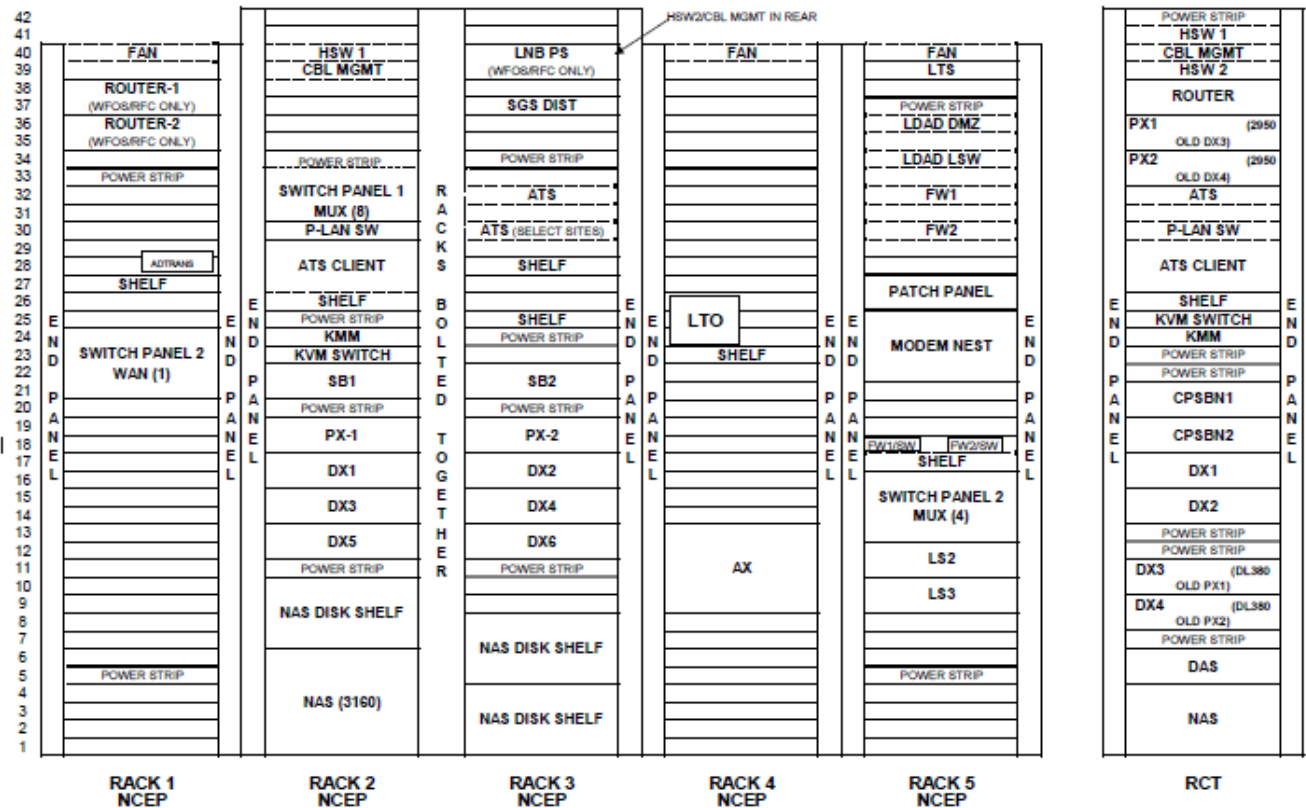 42
41
40
39
38
37
36
35
34
33
32
31
30
29
28
27
26
25
24
23
22
21
20
19
18
17
16
15
14
13
12
11
10
9
8
7
6
5
4
3
2
1
END PANEL
FAN
ROUTER-1
(WFOS/RFC ONLY)
ROUTER-2
(WFOS/RFC ONLY)
POWER STRIP
ADTRANS
SHELF
SWITCH PANEL 2
WAN (1)
POWER STRIP
RACK 1
NCEP
END PANEL
END PANEL
HSW 1
CBL MGMT
POWER STRIP
SWITCH PANEL 1
MUX (8)
P-LAN SW
ATS CLIENT
SHELF
POWER STRIP
KMM
KVM SWITCH
SB1
POWER STRIP
PX-1
DX1
DX3
DX5
POWER STRIP
NAS DISK SHELF
NAS (3160)
RACK 2
NCEP
RACKS BOLTED TOGETHER
HSW2/CBL MGMT IN REAR
LNB PS
(WFOS/RFC ONLY)
SGS DIST
POWER STRIP
ATS
ATS (SELECT SITES)
SHELF
SHELF
POWER STRIP
SB2
POWER STRIP
PX-2
DX2
DX4
DX6
POWER STRIP
NAS DISK SHELF
NAS DISK SHELF
RACK 3
NCEP
END PANEL
END PANEL
FAN
LTO
SHELF
AX
RACK 4
NCEP
END PANEL
END PANEL
FAN
LTS
POWER STRIP
LDAD DMZ
LDAD LSW
FW1
FW2
PATCH PANEL
MODEM NEST
FW1/SW FW2/SW
SHELF
SWITCH PANEL 2
MUX (4)
LS2
LS3
POWER STRIP
RACK 5
NCEP
END PANEL
END PANEL
POWER STRIP
HSW 1
CBL MGMT
HSW 2
ROUTER
PX1 (2950
OLD DX3)
PX2 (2950
OLD DX4)
ATS
P-LAN SW
ATS CLIENT
SHELF
KVM SWITCH
KMM
POWER STRIP
POWER STRIP
CPSBN1
CPSBN2
DX1
DX2
POWER STRIP
POWER STRIP
DX3 (DL380
OLD PX1)
DX4 (DL380
OLD PX2)
POWER STRIP
DAS
NAS
RCT
END PANEL